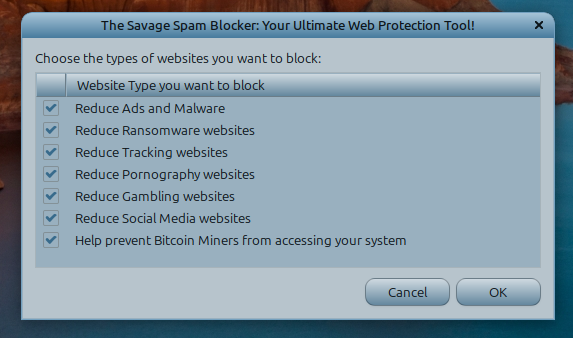 The Savage Spam Blocker: Your Ultimate Web Protection Tool!
Choose the types of websites you want to block:
Website Type you want to block
Reduce Ads and Malware
Reduce Ransomware websites
Reduce Tracking websites
Reduce Pornography websites
Reduce Gambling websites
Reduce Social Media websites
Help prevent Bitcoin Miners from accessing your system
Cancel OK